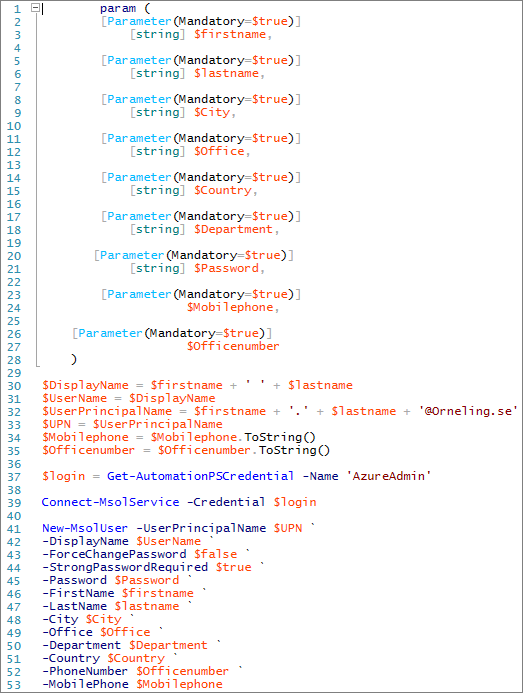 1 param (
2 [Parameter(Mandatory=$true)]
3 [string] $firstname,
4
5 [Parameter(Mandatory=$true)]
6 [string] $lastname,
7
8 [Parameter(Mandatory=$true)]
9 [string] $City,
10
11 [Parameter(Mandatory=$true)]
12 [string] $Office,
13
14 [Parameter(Mandatory=$true)]
15 [string] $Country,
16
17 [Parameter(Mandatory=$true)]
18 [string] $Department,
19
20 [Parameter(Mandatory=$true)]
21 [string] $Password,
22
23 [Parameter(Mandatory=$true)]
24 $Mobilephone,
25
26 [Parameter(Mandatory=$true)]
27 $Officenumber
28 )
29
30 $DisplayName = $firstname + ' ' + $lastname
31 $UserName = $DisplayName
32 $UserPrincipalName = $firstname + '.' + $lastname + '@Orneling.se'
33 $UPN = $UserPrincipalName
34 $Mobilephone = $Mobilephone.ToString()
35 $Officenumber = $Officenumber.ToString()
36
37 $login = Get-AutomationPSCredential -Name 'AzureAdmin'
38
39 Connect-MsolService -Credential $login
40
41 New-MsolUser -UserPrincipalName $UPN `
42 -DisplayName $UserName `
43 -ForceChangePassword $false `
44 -StrongPasswordRequired $true `
45 -Password $Password `
46 -FirstName $firstname `
47 -LastName $lastname `
48 -City $City `
49 -Office $Office `
50 -Department $Department `
51 -Country $Country `
52 -PhoneNumber $Officenumber `
53 -MobilePhone $Mobilephone